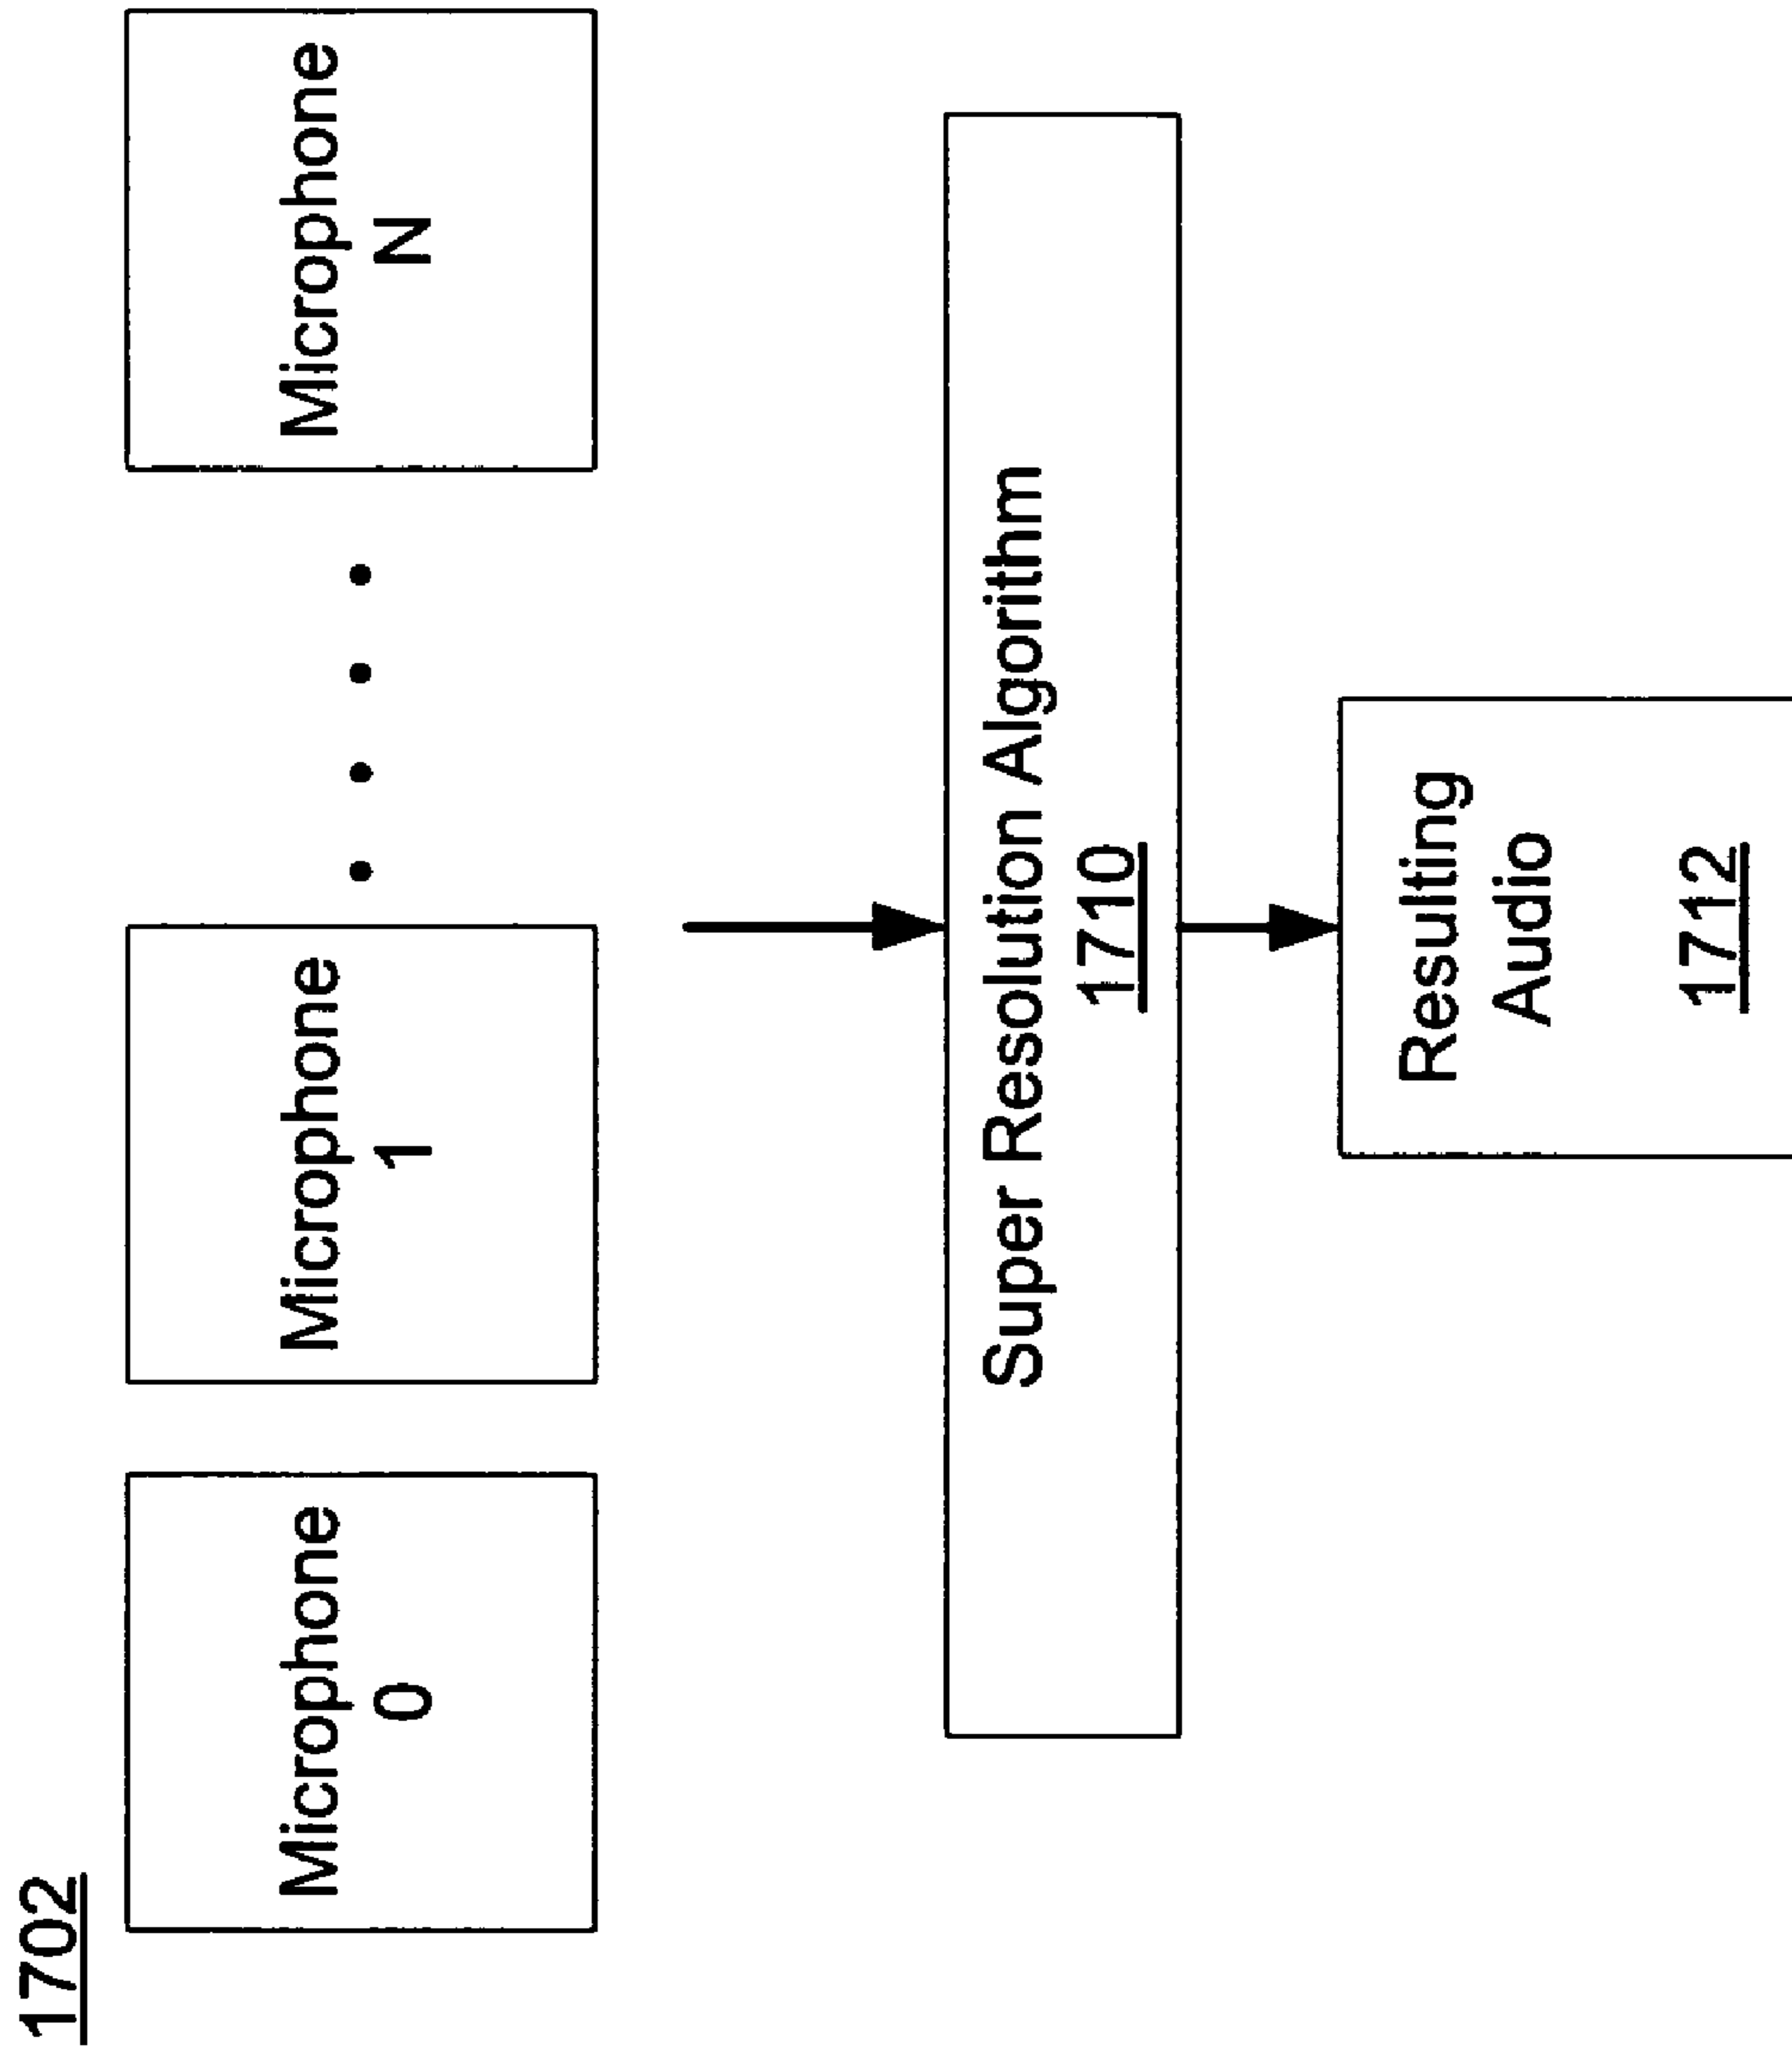 1702
Microphone
0
Microphone
1
Microphone
N
Super Resolution Algorithm
1710
Resulting
Audio
1712